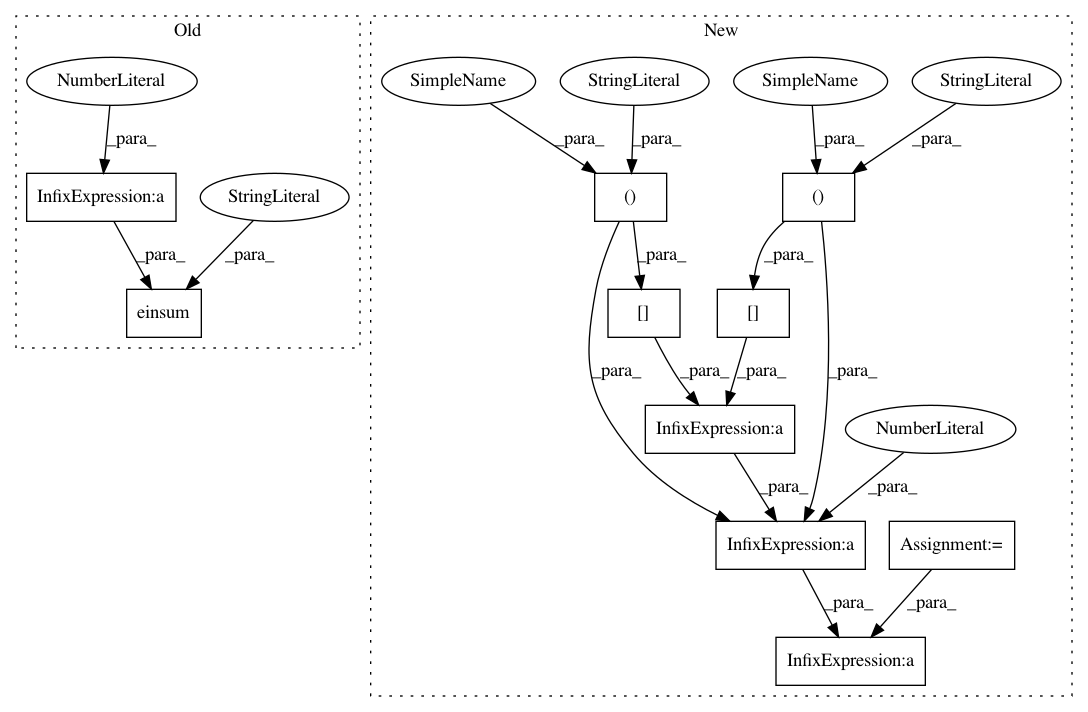 Old
New
NumberLiteral
SimpleName
StringLiteral
SimpleName
StringLiteral
_para_
_para_
_para_
_para_
_para_
InfixExpression:a
StringLiteral
()
()
_para_
_para_
_para_
_para_
einsum
[]
[]
_para_
_para_
_para_
_para_
InfixExpression:a
NumberLiteral
_para_
_para_
InfixExpression:a
Assignment:=
_para_
_para_
InfixExpression:a